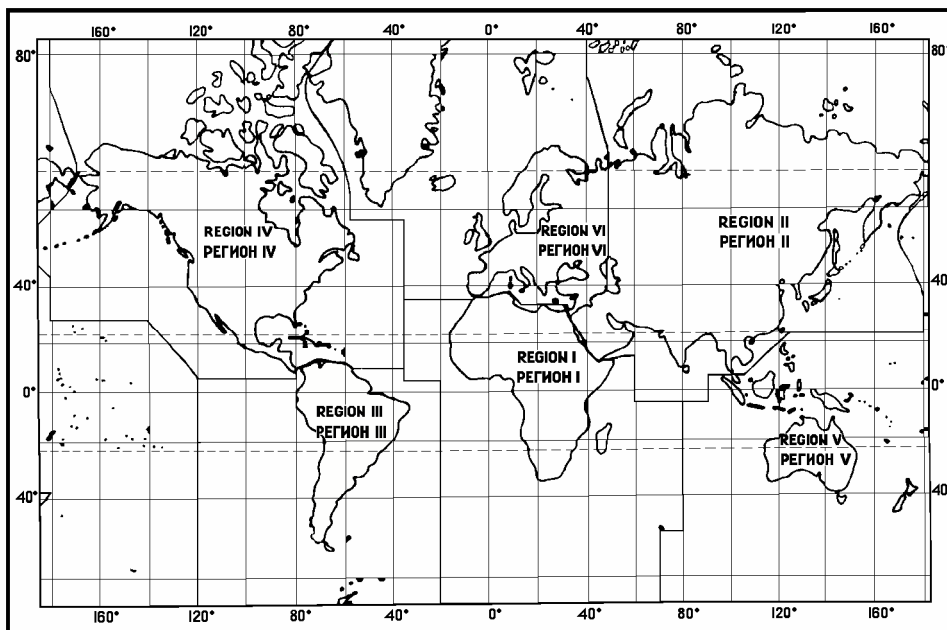 160° 120° 80° 40° 0° 40° 80° 120° 160°
80° 80°
REGION IV
РЕГИОН IV
REGION VI
РЕГИОН VI
REGION II
РЕГИОН II
40° 40°
REGION I
РЕГИОН I
0° 0°
REGION III
РЕГИОН III
REGION V
РЕГИОН V
40° 40°
160° 120° 80° 40° 0° 40° 80° 120° 160°